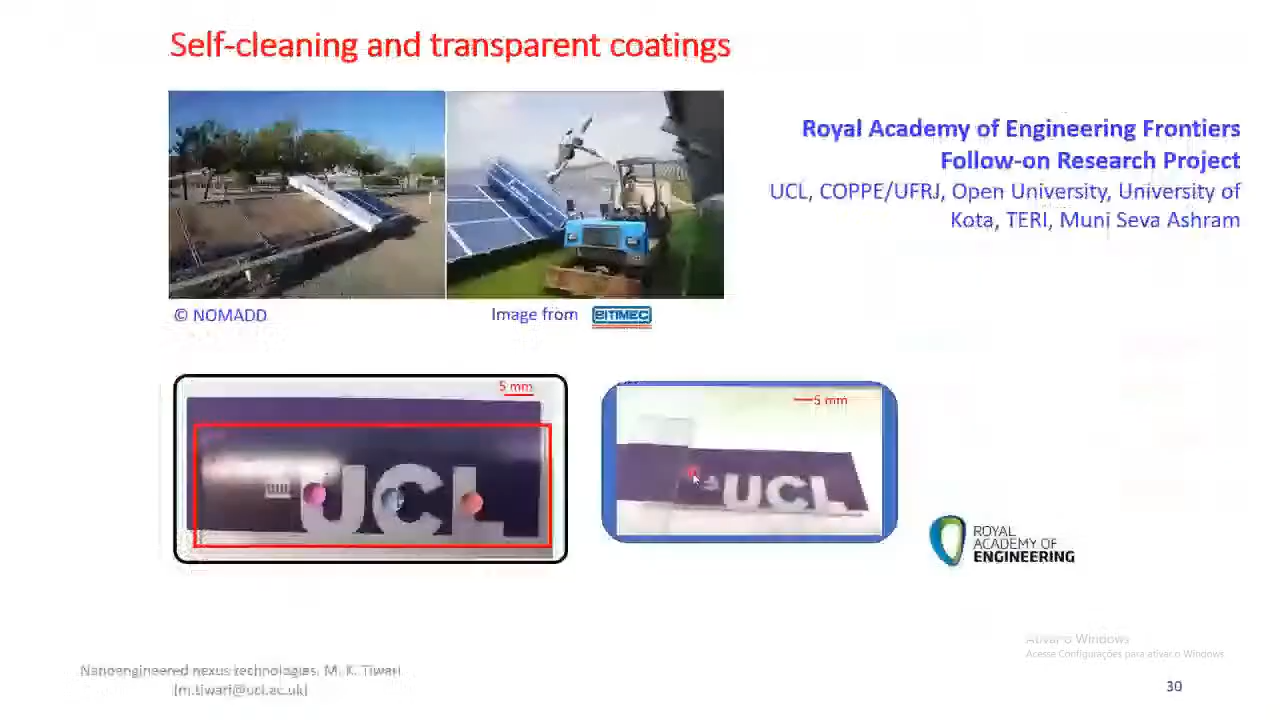 Self-cleaning and transparent coatings
Royal Academy of Engineering Frontiers
Follow-on Research Project
UCL, COPPE/UFRJ, Open University, University of
Kota, TERI, Muni Seva Ashram
© NOMADD
Image from BITIMEC
5 mm
UCL
5 mm
UCL
ROYAL
ACADEMY OF
ENGINEERING
Ativar o Windows
Acesse Configurações para ativar o Windows.
Nanoengineered nexus technologies, M. K. Tiwari
[m.tiwari@ucl.ac.uk]
30